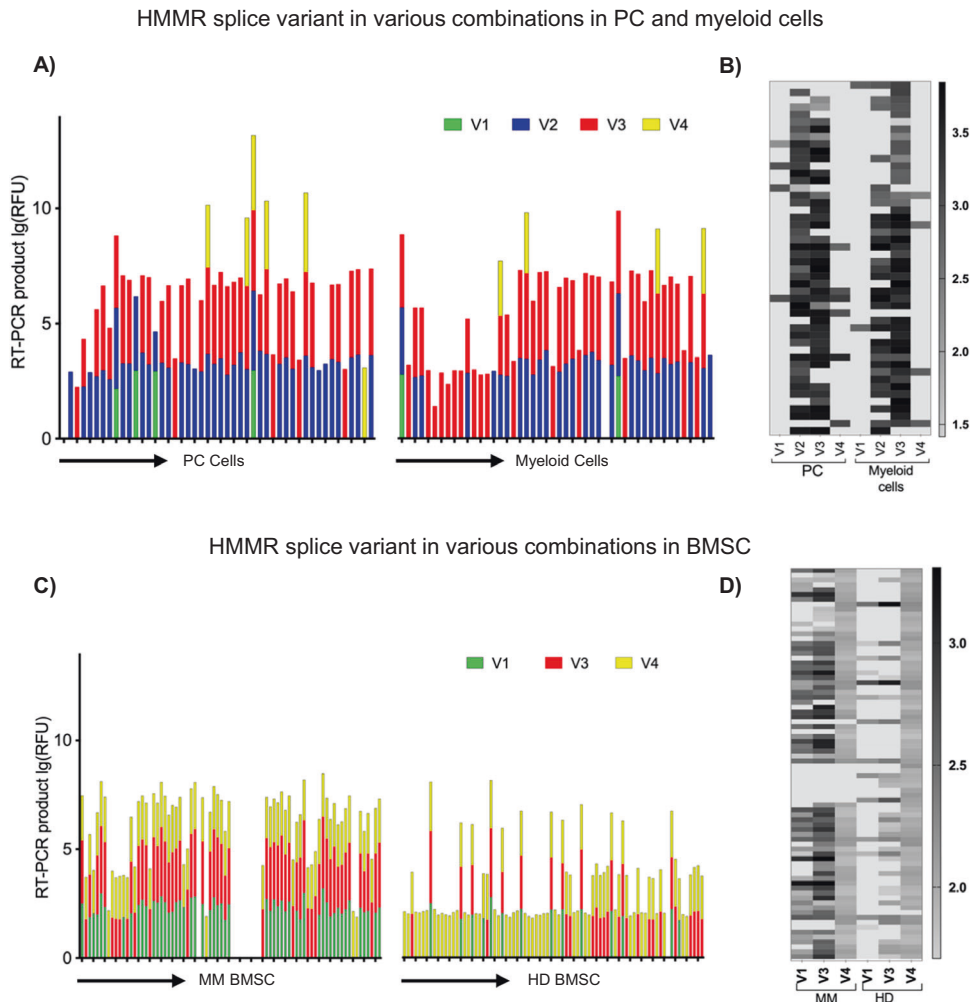 HMMR splice variant in various combinations in PC and myeloid cells
A)
V1 V2 V3 V4
10
5
0
RT-PCR product lg(RFU)
PC Cells
Myeloid Cells
B)
3.5
3.0
2.5
2.0
1.5
V1 V2 V3 V4 V1 V2 V3 V4
PC
Myeloid
cells
HMMR splice variant in various combinations in BMSC
C)
V1 V3 V4
10
5
0
RT-PCR product lg(RFU)
MM BMSC
HD BMSC
D)
3.0
2.5
2.0
V1 V3 V4 V1 V3 V4
MM
HD